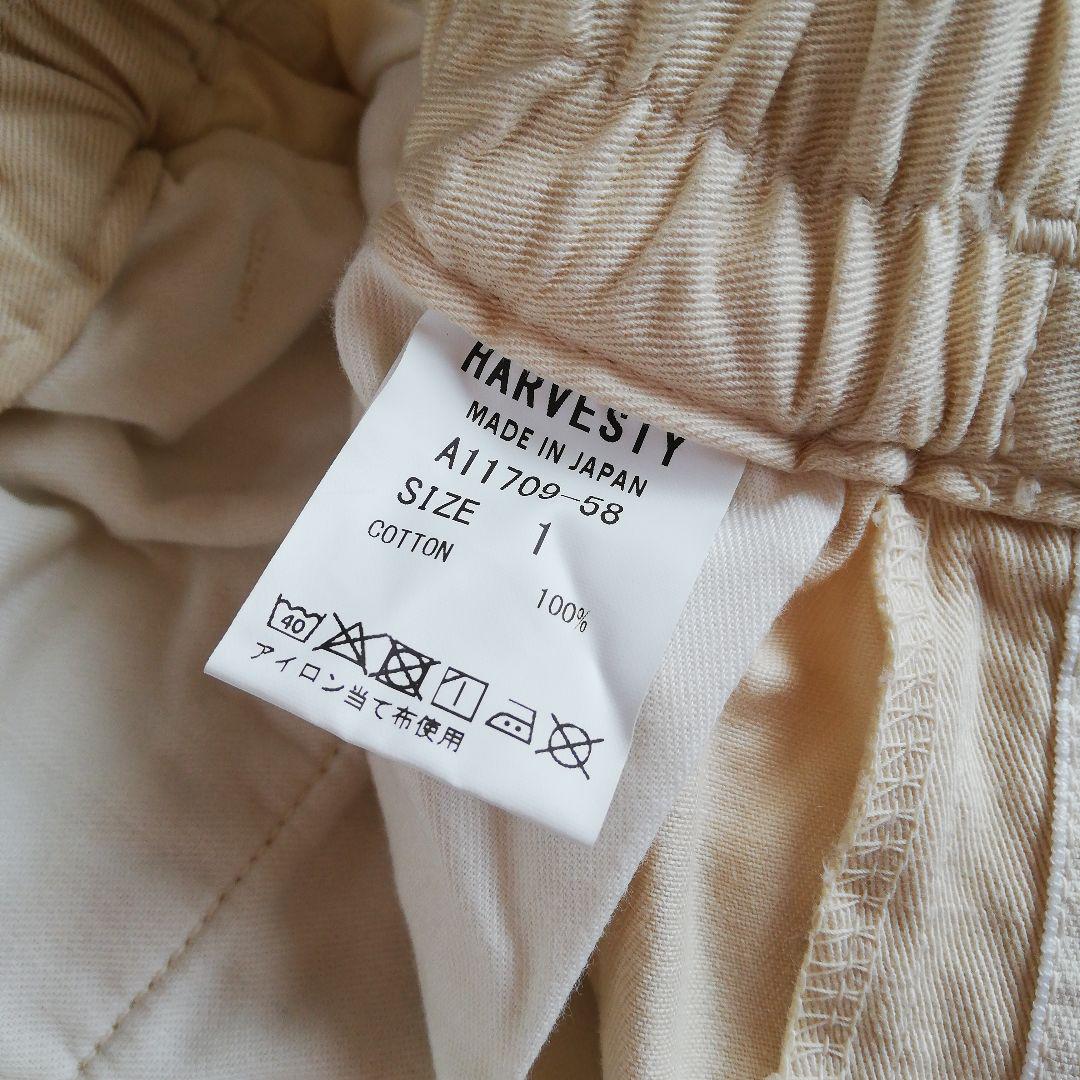 HARVESTY
MADE IN JAPAN
A11709-58
SIZE 1
COTTON 100%
40
アイロン当て布使用